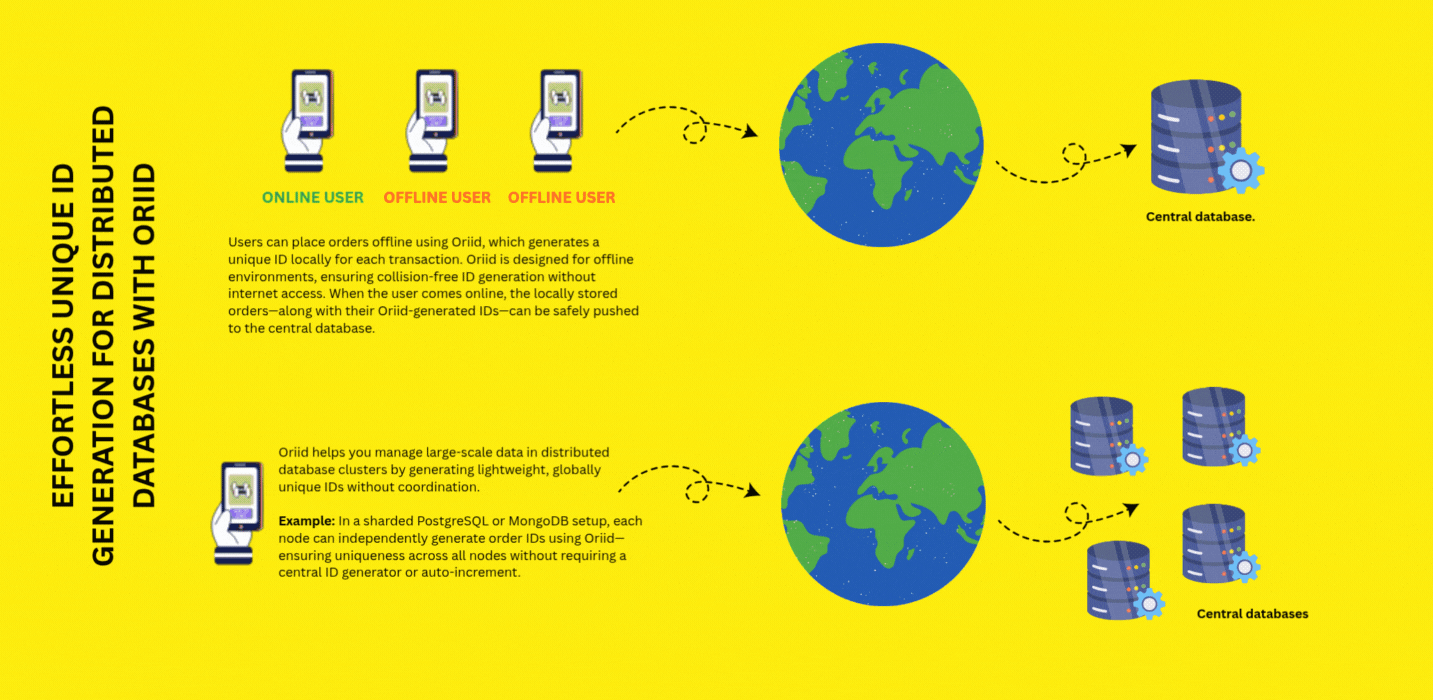 EFFORTLESS UNIQUE ID
GENERATION FOR DISTRIBUTED
DATABASES WITH ORIID
ONLINE USER
OFFLINE USER
OFFLINE USER
Users can place orders offline using Oriid, which generates a
unique ID locally for each transaction. Oriid is designed for offline
environments, ensuring collision-free ID generation without
internet access. When the user comes online, the locally stored
orders—along with their Oriid-generated IDs—can be safely pushed
to the central database.
Central database.
Oriid helps you manage large-scale data in distributed
database clusters by generating lightweight, globally
unique IDs without coordination.
Example: In a sharded PostgreSQL or MongoDB setup, each
node can independently generate order IDs using Oriid—
ensuring uniqueness across all nodes without requiring a
central ID generator or auto-increment.
Central databases